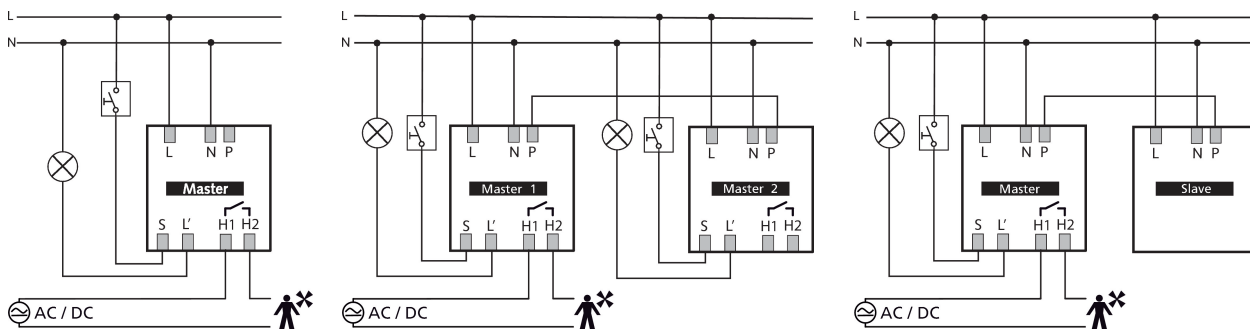 L
N
L N P
Master
S L' H1 H2
AC / DC
L
N
L N P
Master 1
S L' H1 H2
L N P
Master 2
S L' H1 H2
AC / DC
L
N
L N P
Master
S L' H1 H2
L N P
Slave
AC / DC